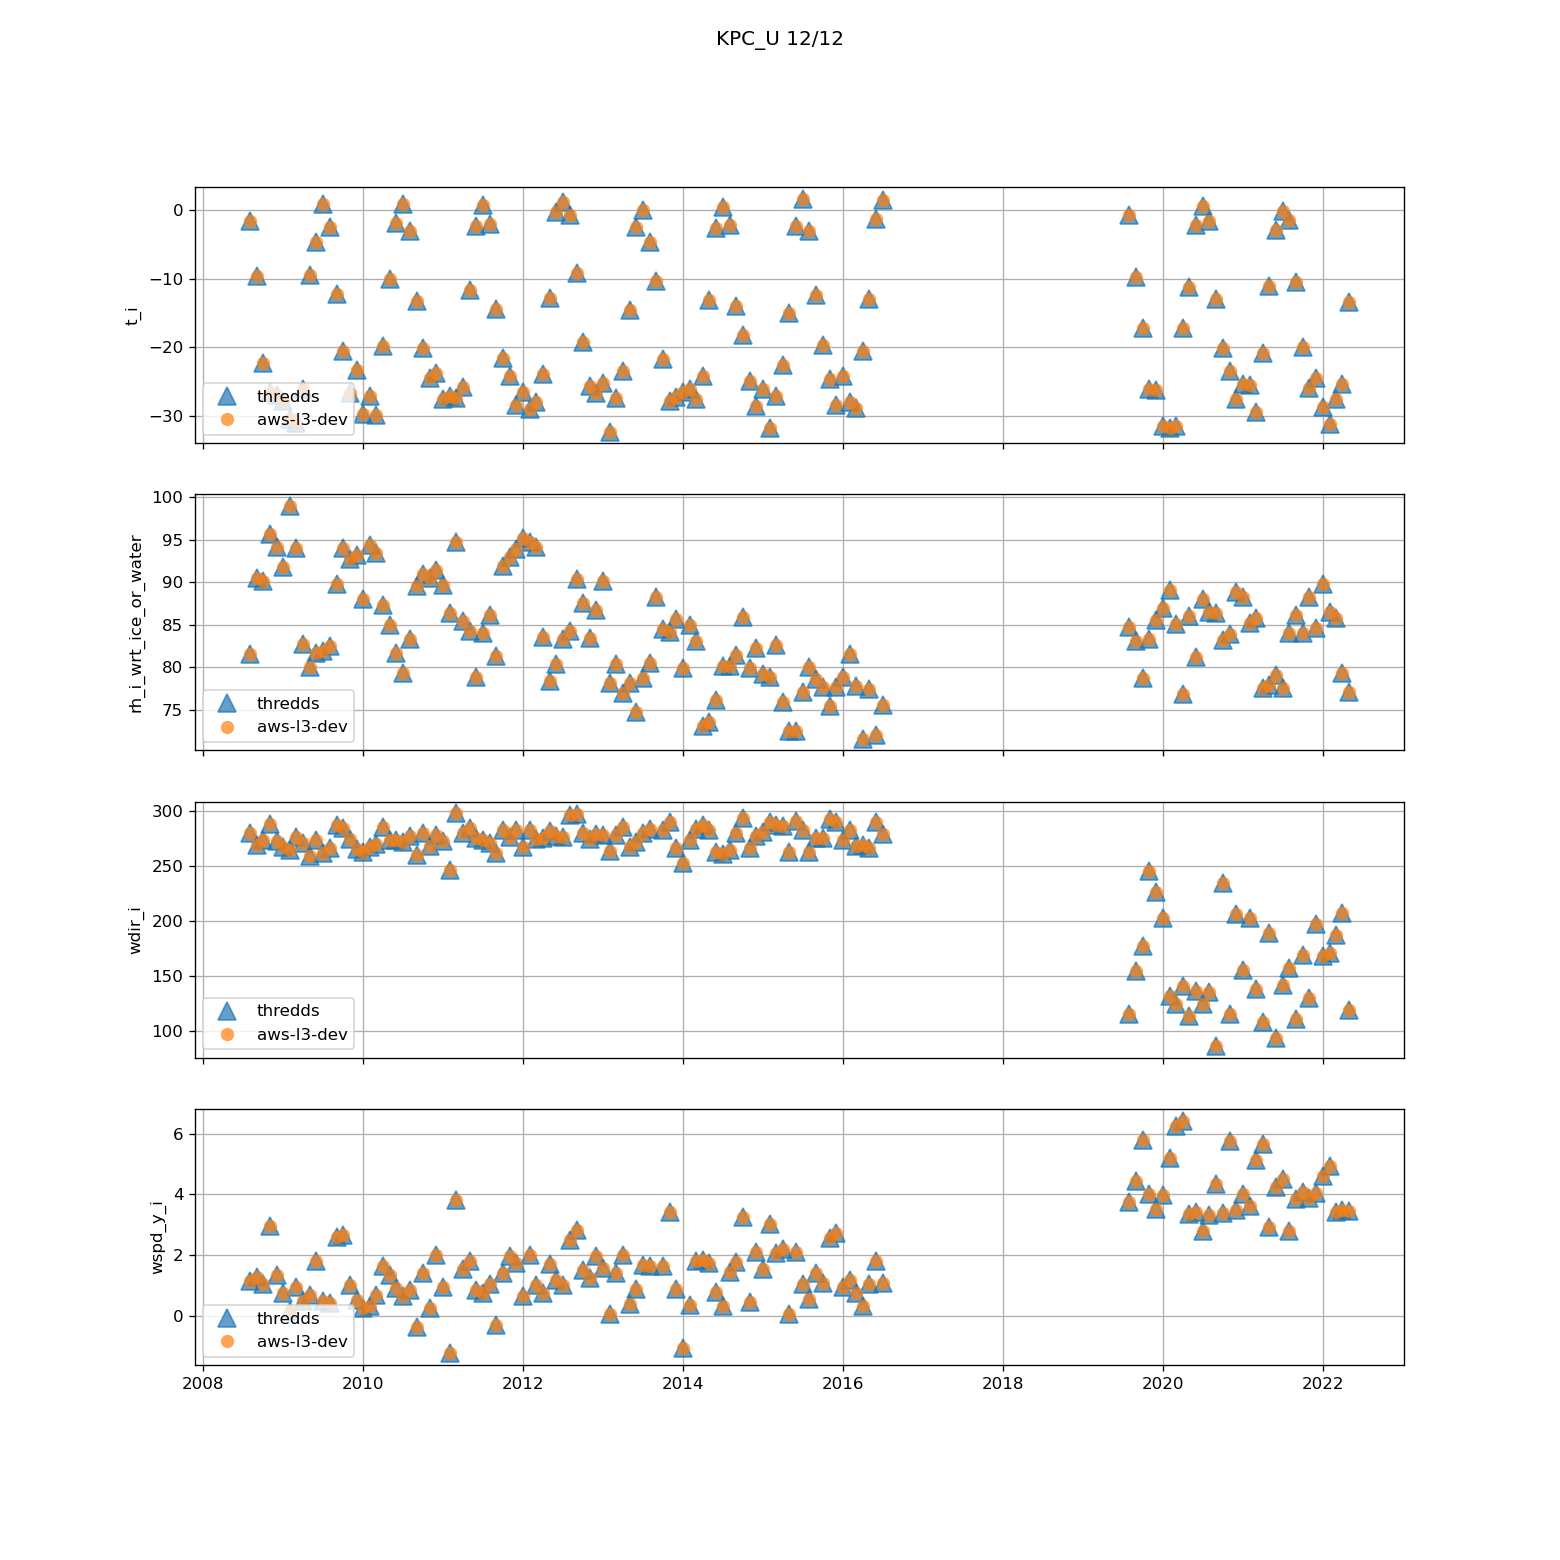 KPC_U 12/12
0
−10
−20
−30
t_i
thredds
aws-l3-dev
100
95
90
85
80
75
rh_i_wrt_ice_or_water
thredds
aws-l3-dev
300
250
200
150
100
wdir_i
thredds
aws-l3-dev
6
4
2
0
wspd_y_i
thredds
aws-l3-dev
2008 2010 2012 2014 2016 2018 2020 2022